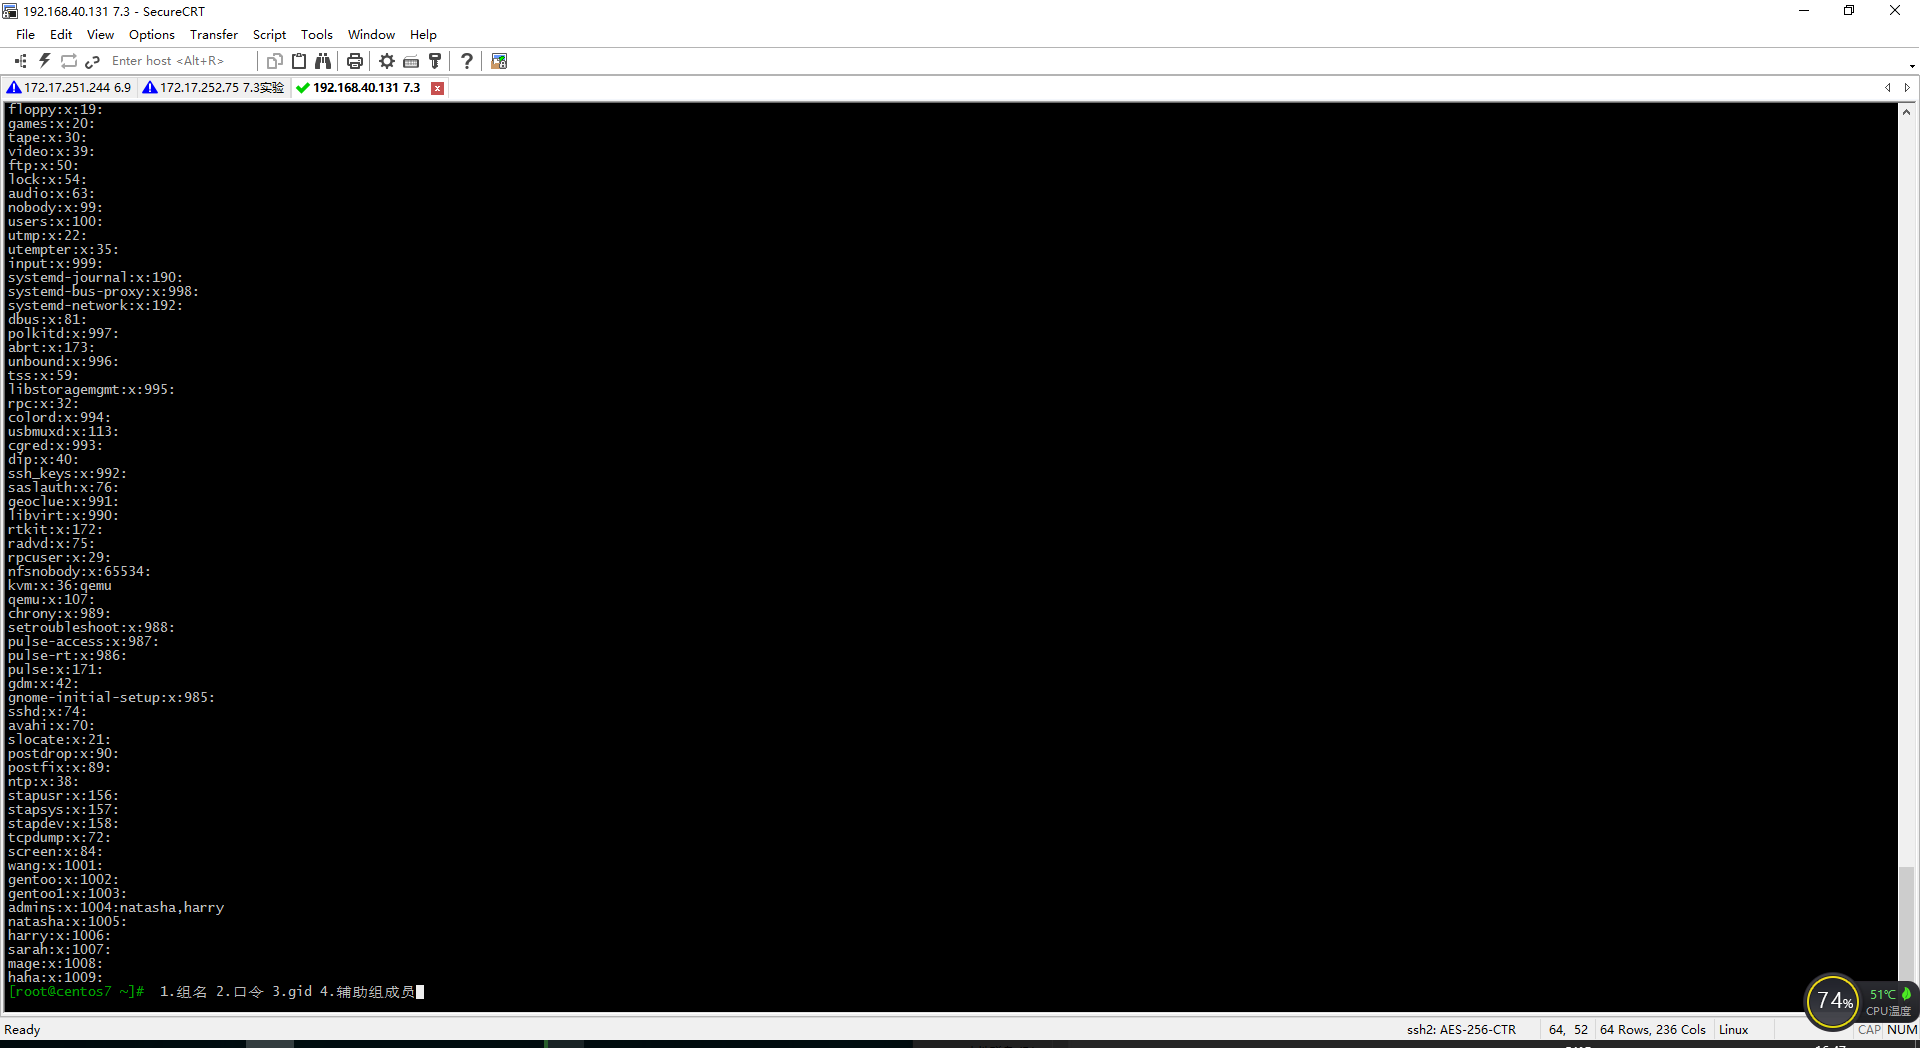 192.168.40.131 7.3 - SecureCRT
File Edit View Options Transfer Script Tools Window Help
Enter host <Alt+R>
172.17.251.244 6.9 172.17.252.75 7.3实验 192.168.40.131 7.3
floppy:x:19:
games:x:20:
tape:x:30:
video:x:39:
ftp:x:50:
lock:x:54:
audio:x:63:
nobody:x:99:
users:x:100:
utmp:x:22:
utempter:x:35:
input:x:999:
systemd-journal:x:190:
systemd-bus-proxy:x:998:
systemd-network:x:192:
dbus:x:81:
polkitd:x:997:
abrt:x:173:
unbound:x:996:
tss:x:59:
libstoragemgmt:x:995:
rpc:x:32:
colord:x:994:
usbmuxd:x:113:
cgred:x:993:
dip:x:40:
ssh_keys:x:992:
saslauth:x:76:
geoclue:x:991:
libvirt:x:990:
rtkit:x:172:
radvd:x:75:
rpcuser:x:29:
nfsnobody:x:65534:
kvm:x:36:qemu
qemu:x:107:
chrony:x:989:
setroubleshoot:x:988:
pulse-access:x:987:
pulse-rt:x:986:
pulse:x:171:
gdm:x:42:
gnome-initial-setup:x:985:
sshd:x:74:
avahi:x:70:
slocate:x:21:
postdrop:x:90:
postfix:x:89:
ntp:x:38:
stapusr:x:156:
stapsys:x:157:
stapdev:x:158:
tcpdump:x:72:
screen:x:84:
wang:x:1001:
gentoo:x:1002:
gentoo1:x:1003:
admins:x:1004:natasha,harry
natasha:x:1005:
harry:x:1006:
sarah:x:1007:
mage:x:1008:
haha:x:1009:
[root@centos7 ~]# 1.组名 2.口令 3.gid 4.辅助组成员
74% 51℃
CPU温度
Ready ssh2: AES-256-CTR 64, 52 64 Rows, 236 Cols Linux CAP NUM